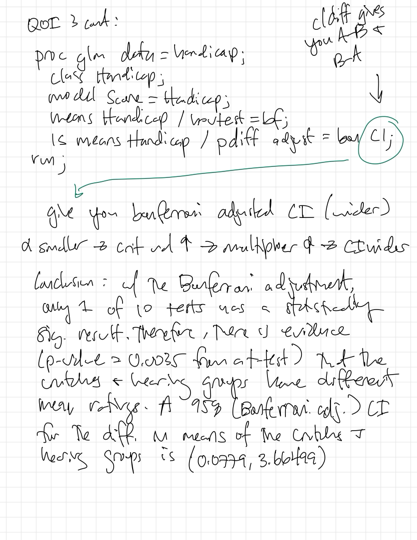 QOI 3 cont:
cldiff gives
you A-B &
B-A
proc glm data = handicap;
class Handicap;
model Score = Handicap;
means Handicap / hovtest = bf;
ls means Handicap / pdiff adjust = bon CI;
run;
give you bonferroni adjusted CI (wider)
α smaller → crit val ↑ → multiplier ↑ → CI wider
Conclusion: w/ the Bonferroni adjustment,
only 1 of 10 tests has a statistically
sig. result. Therefore, there is evidence
(p-value = 0.0035 from a t-test) that the
crutches & hearing groups have different
mean ratings. A 95% (Bonferroni adj.) CI
for the diff. in means of the crutches &
hearing groups is (0.0779, 3.66499)